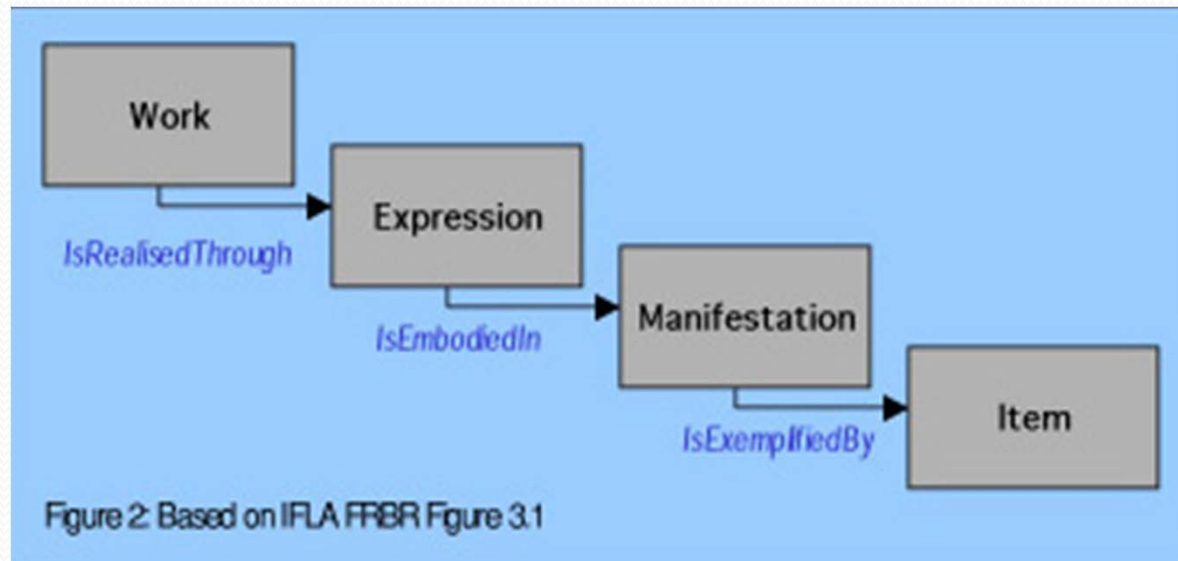 Work
Expression
IsRealisedThrough
Manifestation
IsEmbodiedIn
Item
IsExemplifiedBy
Figure 2: Based on IFLA FRBR Figure 3.1